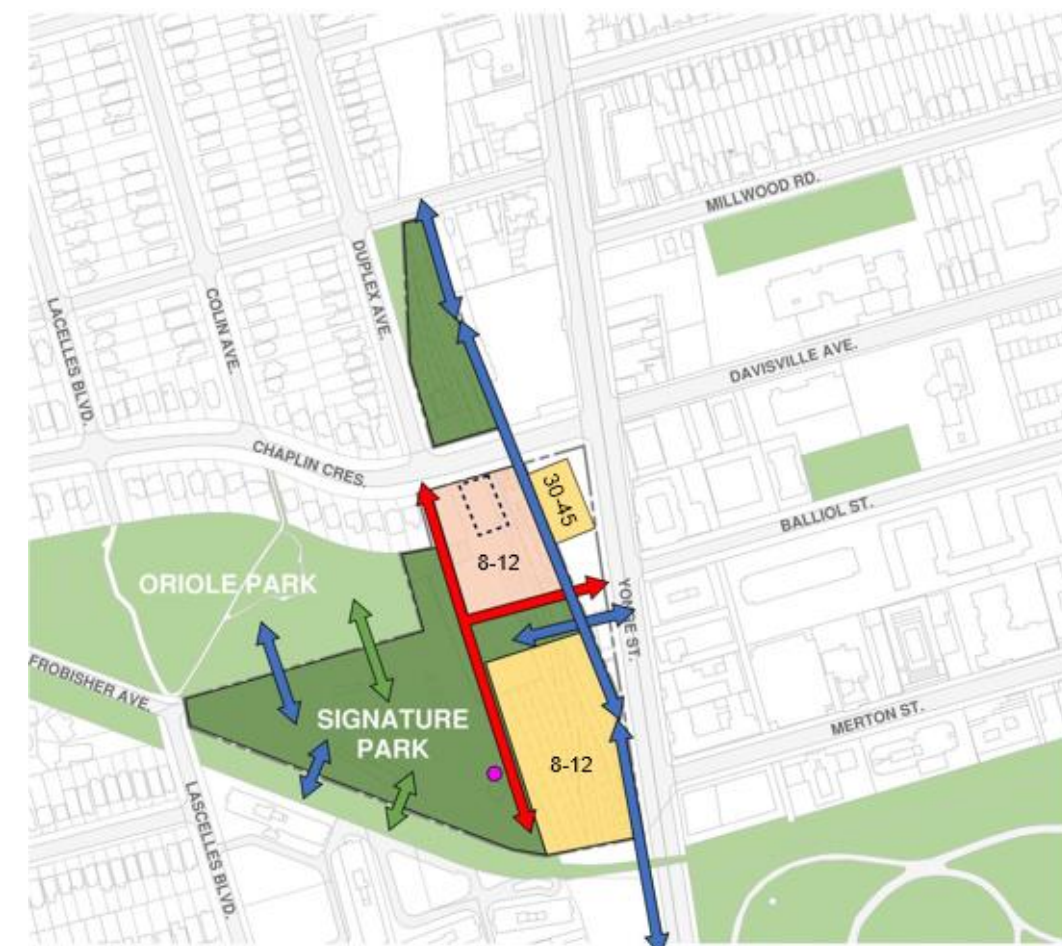 MILLWOOD RD.
DUPLEX AVE.
COLIN AVE.
LACELLES BLVD.
DAVISVILLE AVE.
CHAPLIN CRES.
30-45
BALLIOL ST.
8-12
ORIOLE PARK
YONGE ST.
FROBISHER AVE.
SIGNATURE
PARK
MERTON ST.
8-12
LASCELLES BLVD.